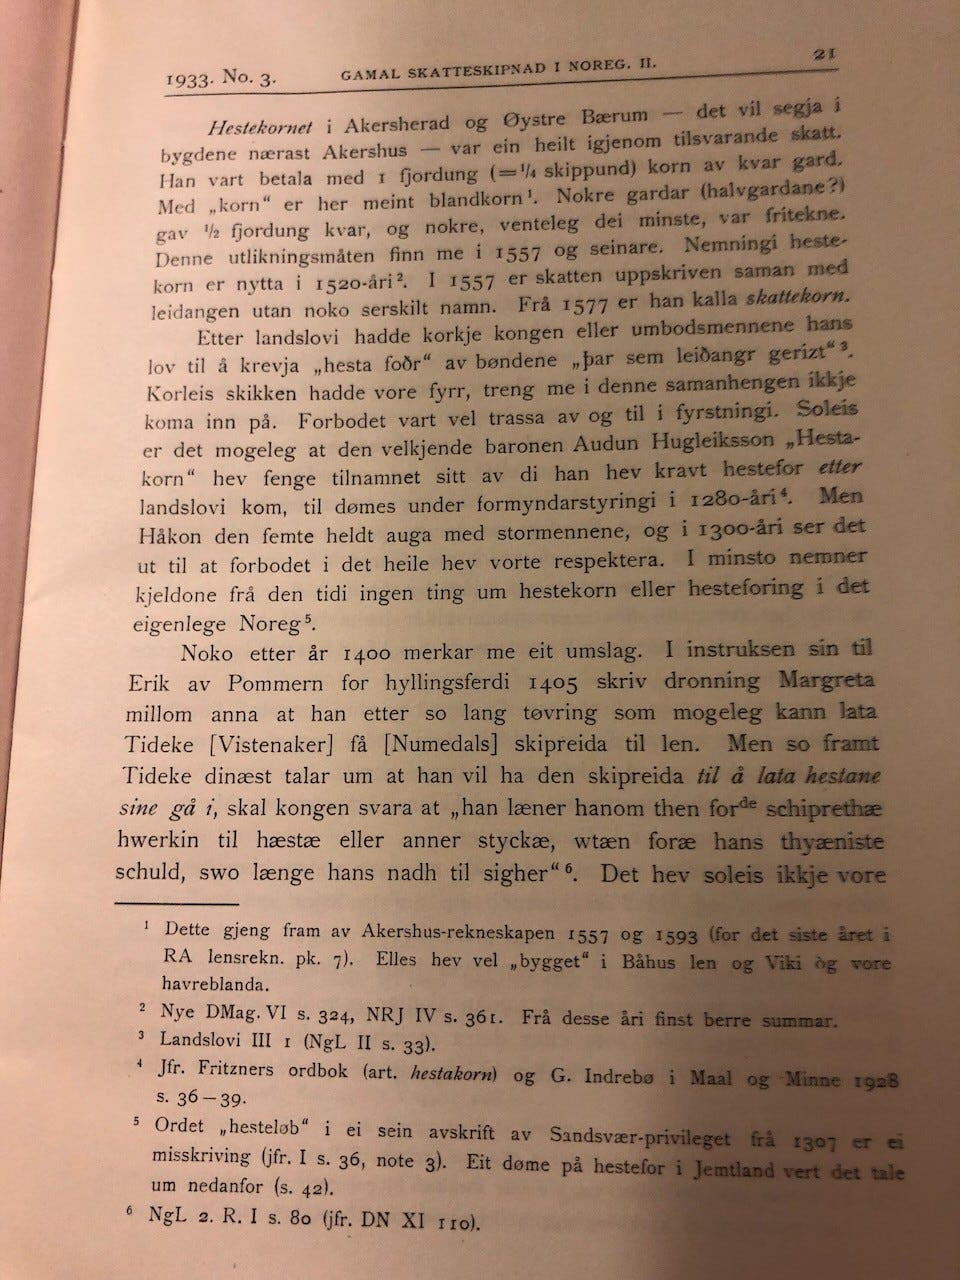 1933. No. 3. GAMAL SKATTESKIPNAD I NOREG. II. 21
Hestekornet i Akersherad og Øystre Bærum — det vil segja i
bygdene nærast Akershus — var ein heilt igjenom tilsvarande skatt.
Han vart betala med 1 fjordung (= 1/4 skippund) korn av kvar gard.
Med „korn“ er her meint blandkorn¹. Nokre gardar (halvgardane?)
gav 1/2 fjordung kvar, og nokre, venteleg dei minste, var fritekne.
Denne utlikningsmåten finn me i 1557 og seinare. Nemningi heste-
korn er nytta i 1520-åri². I 1557 er skatten uppskriven saman med
leidangen utan noko serskilt namn. Frå 1577 er han kalla skattekorn.
Etter landslovi hadde korkje kongen eller umbodsmennene hans
lov til å krevja „hesta foðr“ av bøndene „þar sem leiðangr gerizt“³.
Korleis skikken hadde vore fyrr, treng me i denne samanhengen ikkje
koma inn på. Forbodet vart vel trassa av og til i fyrstningi. Soleis
er det mogeleg at den velkjende baronen Audun Hugleiksson „Hesta-
korn“ hev fenge tilnamnet sitt av di han hev kravt hestefor etter
landslovi kom, til dømes under formyndarstyringi i 1280-åri⁴. Men
Håkon den femte heldt auga med stormennene, og i 1300-åri ser det
ut til at forbodet i det heile hev vorte respektera. I minsto nemner
kjeldone frå den tidi ingen ting um hestekorn eller hesteforing i det
eigenlege Noreg⁵.
Noko etter år 1400 merkar me eit umslag. I instruksen sin til
Erik av Pommern for hyllingsferdi 1405 skriv dronning Margreta
millom anna at han etter so lang tøvring som mogeleg kann lata
Tideke [Vistenaker] få [Numedals] skipreida til len. Men so framt
Tideke dinæst talar um at han vil ha den skipreida til å lata hestane
sine gå i, skal kongen svara at „han læner hanom then forde schiprethæ
hwerkin til hæstæ eller anner styckæ, wtæn foræ hans thyæniste
schuld, swo længe hans nadh til sigher“⁶. Det hev soleis ikkje vore
¹ Dette gjeng fram av Akershus-rekneskapen 1557 og 1593 (for det siste året i
RA lensrekn. pk. 7). Elles hev vel „bygget“ i Båhus len og Viki òg vore
havreblanda.
² Nye DMag. VI s. 324, NRJ IV s. 361. Frå desse åri finst berre summar.
³ Landslovi III 1 (NgL II s. 33).
⁴ Jfr. Fritzners ordbok (art. hestakorn) og G. Indrebø i Maal og Minne 1928
s. 36–39.
⁵ Ordet „hesteløb“ i ei sein avskrift av Sandsvær-privileget frå 1307 er ei
misskriving (jfr. I s. 36, note 3). Eit døme på hestefor i Jemtland vert det tale
um nedanfor (s. 42).
⁶ NgL 2. R. I s. 80 (jfr. DN XI 110).